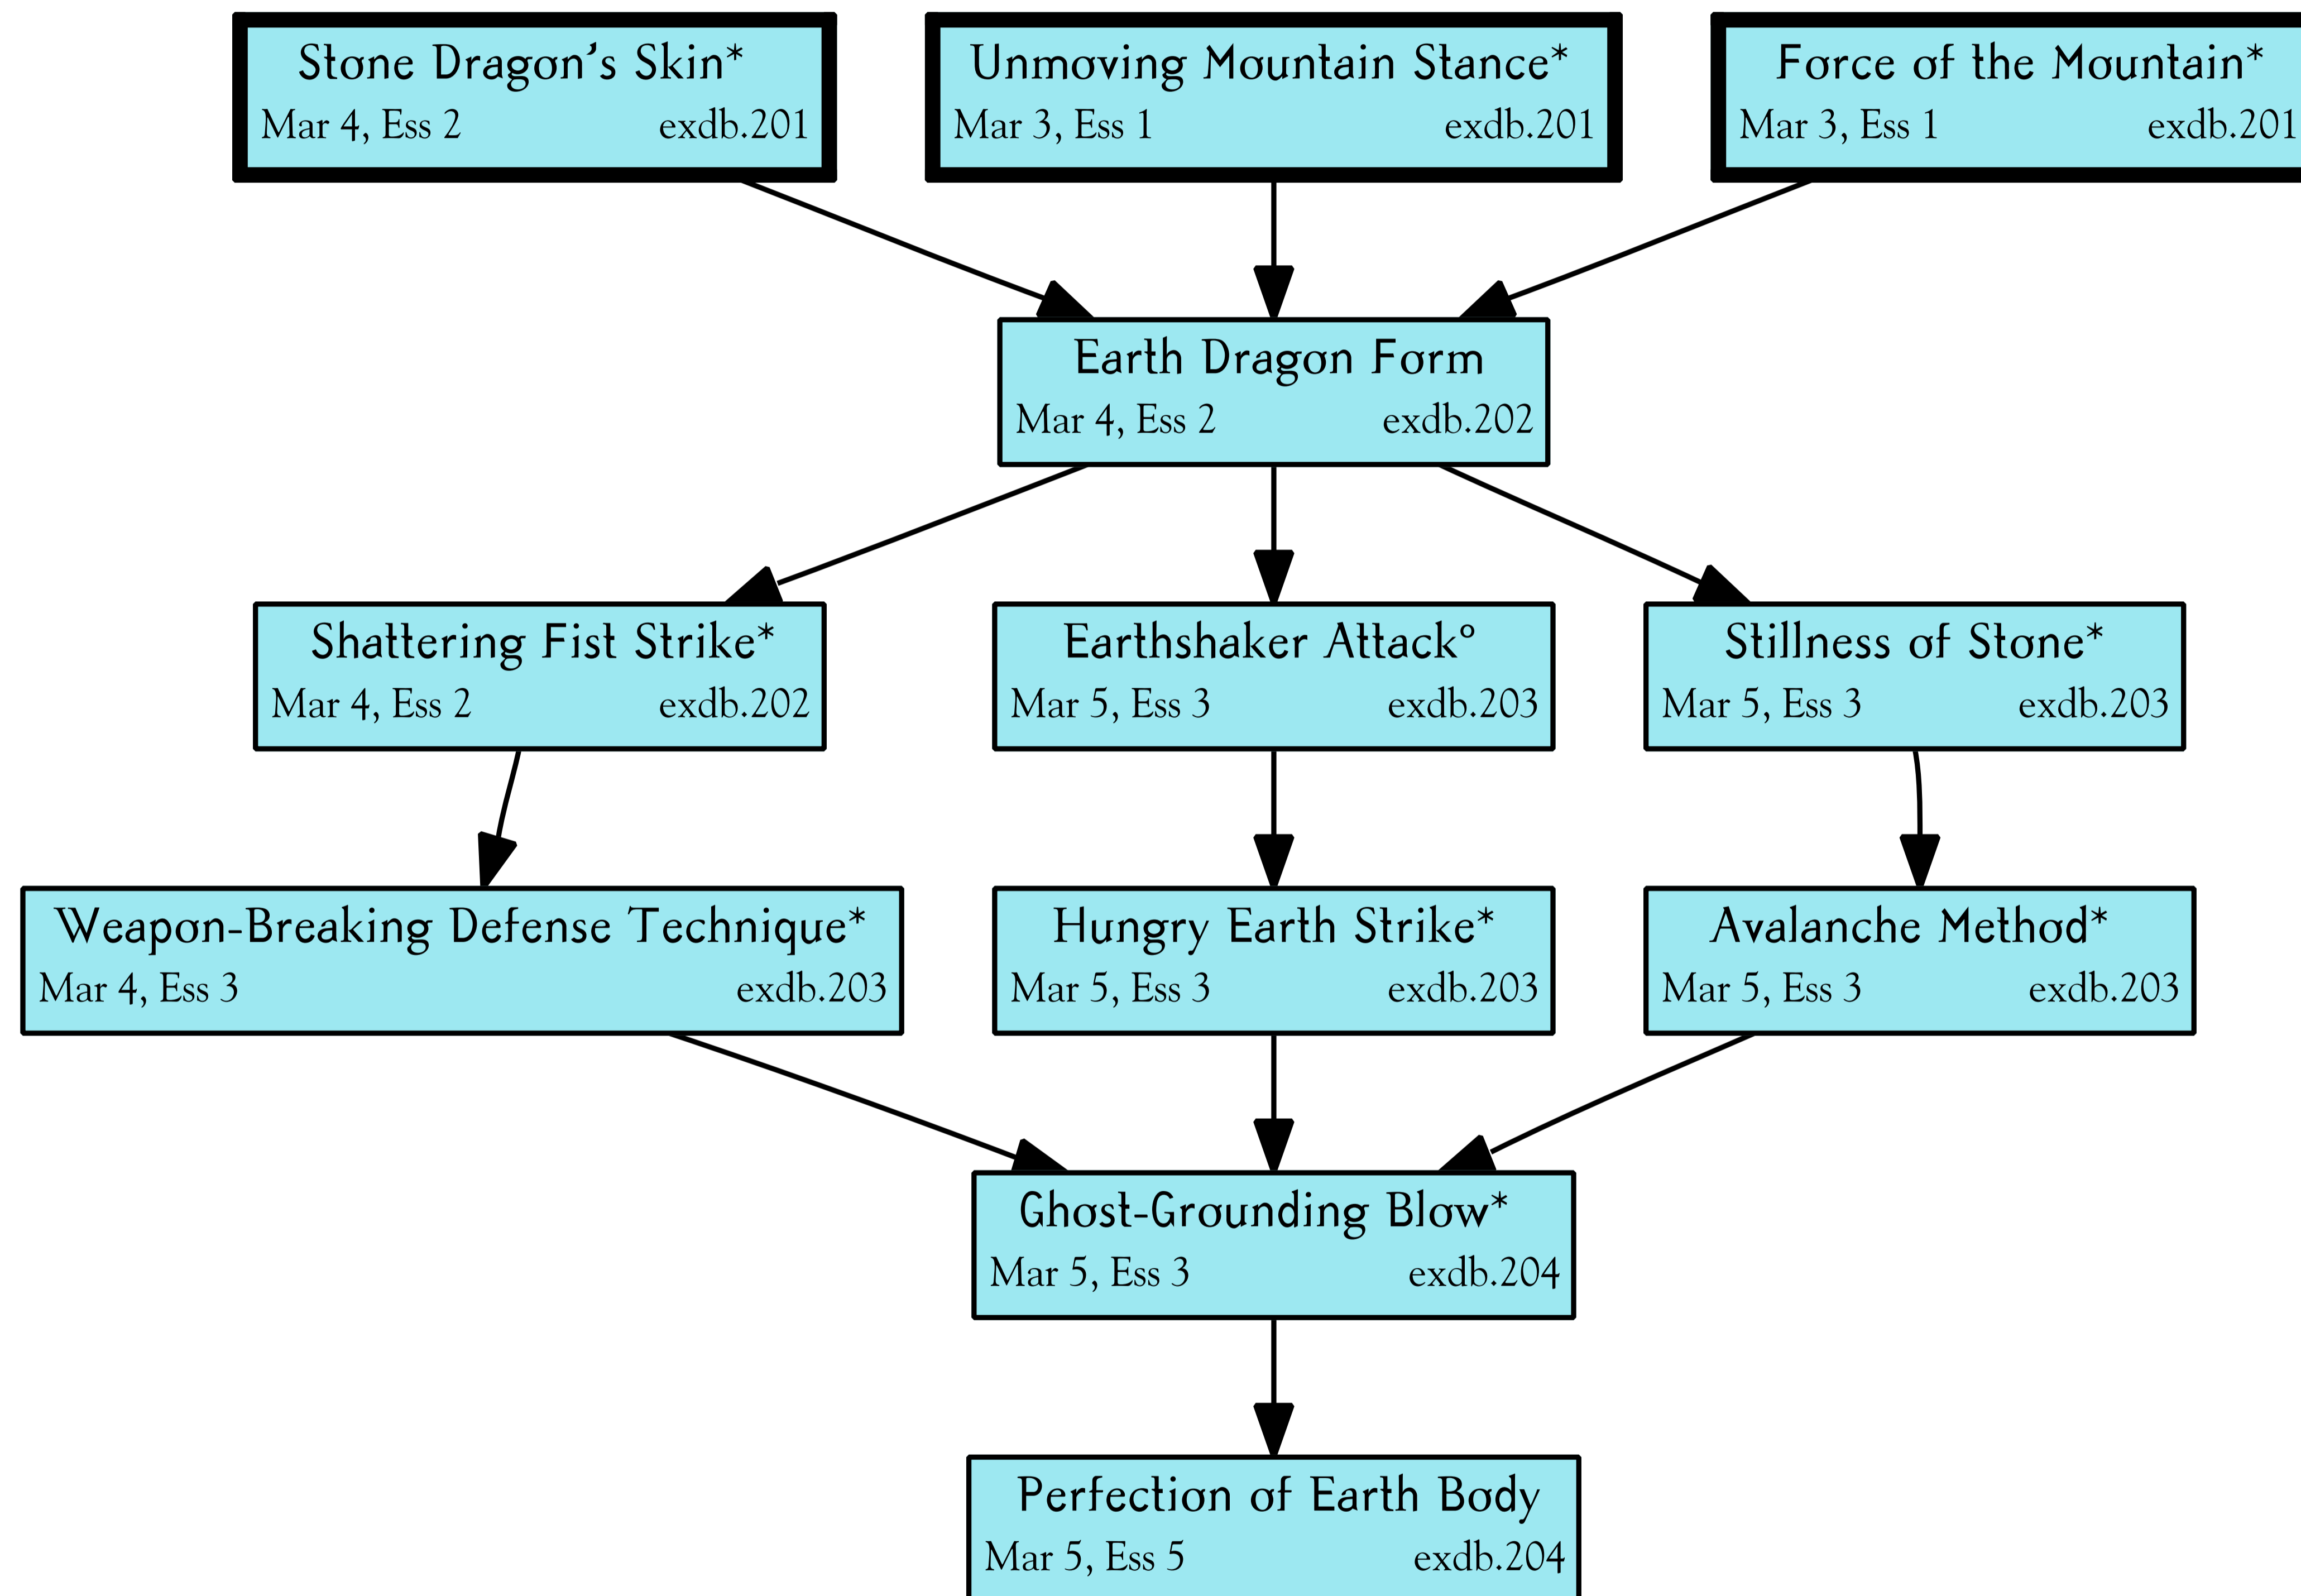 Stone Dragon's Skin*
Mar 4, Ess 2 exdb.201
Unmoving Mountain Stance*
Mar 3, Ess 1 exdb.201
Force of the Mountain*
Mar 3, Ess 1 exdb.201
Earth Dragon Form
Mar 4, Ess 2 exdb.202
Shattering Fist Strike*
Mar 4, Ess 2 exdb.202
Earthshaker Attack°
Mar 5, Ess 3 exdb.203
Stillness of Stone*
Mar 5, Ess 3 exdb.203
Weapon-Breaking Defense Technique*
Mar 4, Ess 3 exdb.203
Hungry Earth Strike*
Mar 5, Ess 3 exdb.203
Avalanche Method*
Mar 5, Ess 3 exdb.203
Ghost-Grounding Blow*
Mar 5, Ess 3 exdb.204
Perfection of Earth Body
Mar 5, Ess 5 exdb.204